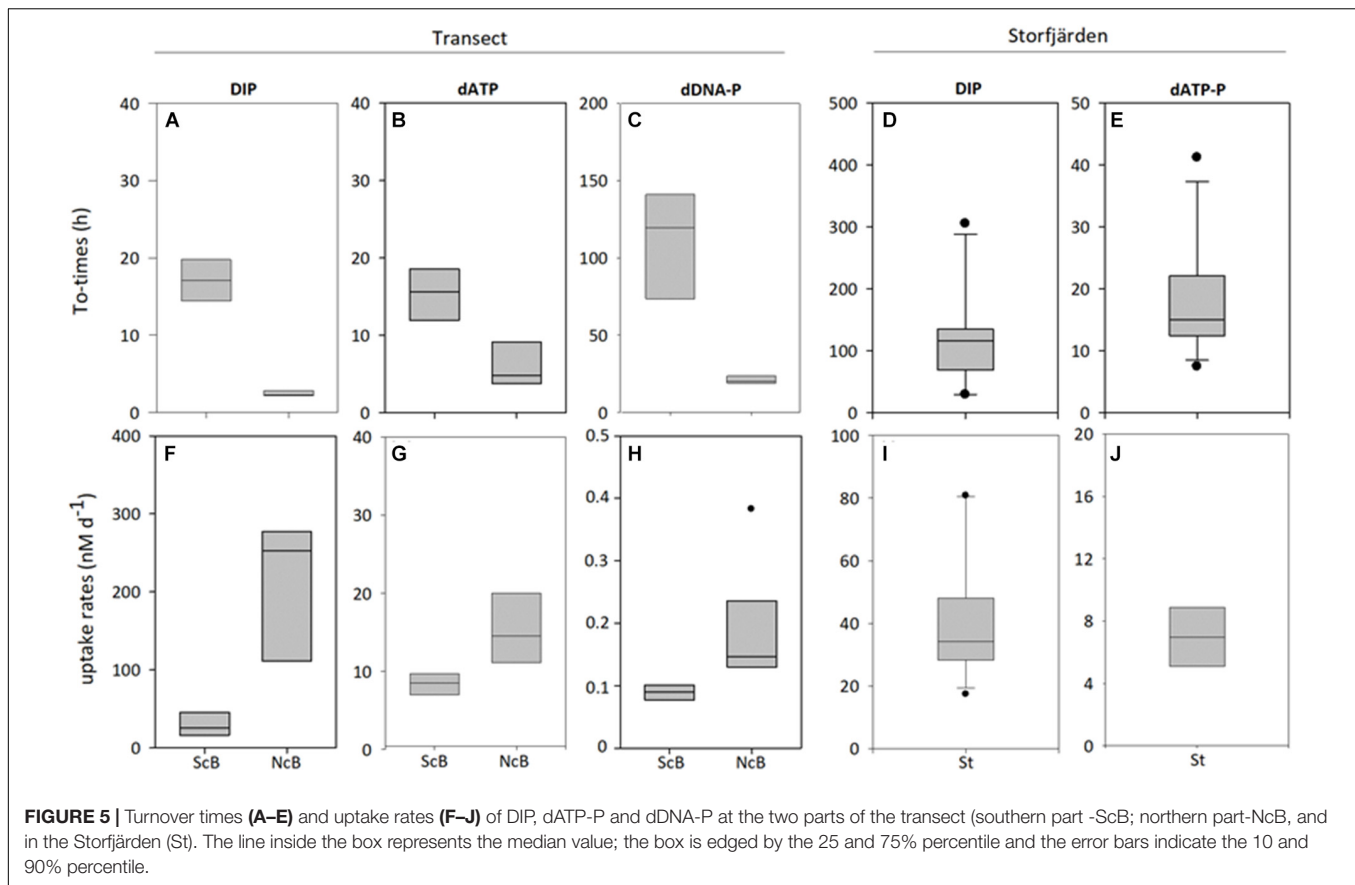 Transect
Storfjärden
DIP
dATP
dDNA-P
DIP
dATP-P
To-times (h)
A
40
30
20
10
0
B
40
30
20
10
0
C
200
150
100
50
0
D
500
400
300
200
100
0
E
50
40
30
20
10
0
uptake rates (nM d-1)
F
400
300
200
100
0
G
40
30
20
10
0
H
0.5
0.4
0.3
0.2
0.1
0
I
100
80
60
40
20
0
J
20
16
12
8
4
0
ScB NcB
ScB NcB
ScB NcB
St
St
FIGURE 5 | Turnover times (A–E) and uptake rates (F–J) of DIP, dATP-P and dDNA-P at the two parts of the transect (southern part -ScB; northern part-NcB, and
in the Storfjärden (St). The line inside the box represents the median value; the box is edged by the 25 and 75% percentile and the error bars indicate the 10 and
90% percentile.